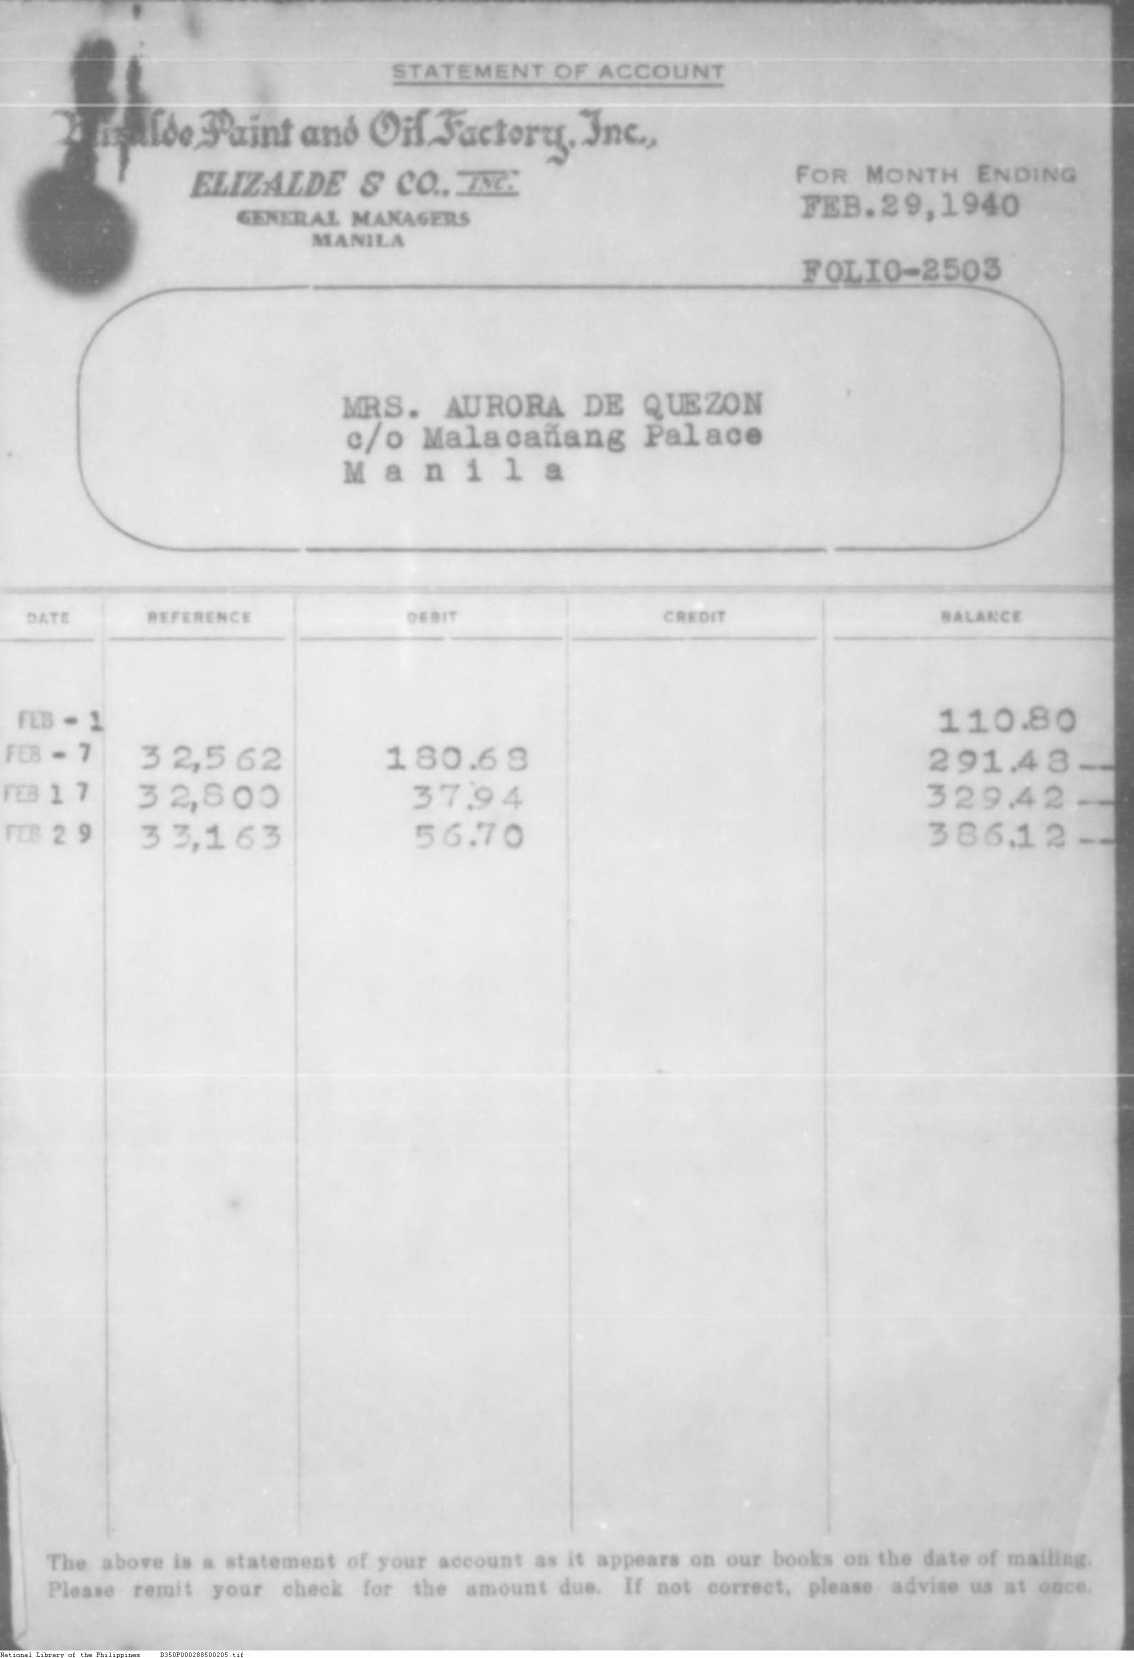 STATEMENT OF ACCOUNT
Elizalde Paint and Oil Factory, Inc.,
ELIZALDE & CO., INC.
GENERAL MANAGERS
MANILA
FOR MONTH ENDING
FEB.29,1940
FOLIO-2503
MRS. AURORA DE QUEZON
c/o Malacañang Palace
M a n i l a
DATE REFERENCE DEBIT CREDIT BALANCE
FEB - 1 110.80
FEB - 7 32,562 180.68 291.48--
FEB 17 32,800 37.94 329.42--
FEB 29 33,163 56.70 386.12--
The above is a statement of your account as it appears on our books on the date of mailing.
Please remit your check for the amount due. If not correct, please advise us at once.
National Library of the Philippines D350P000288500205.tif